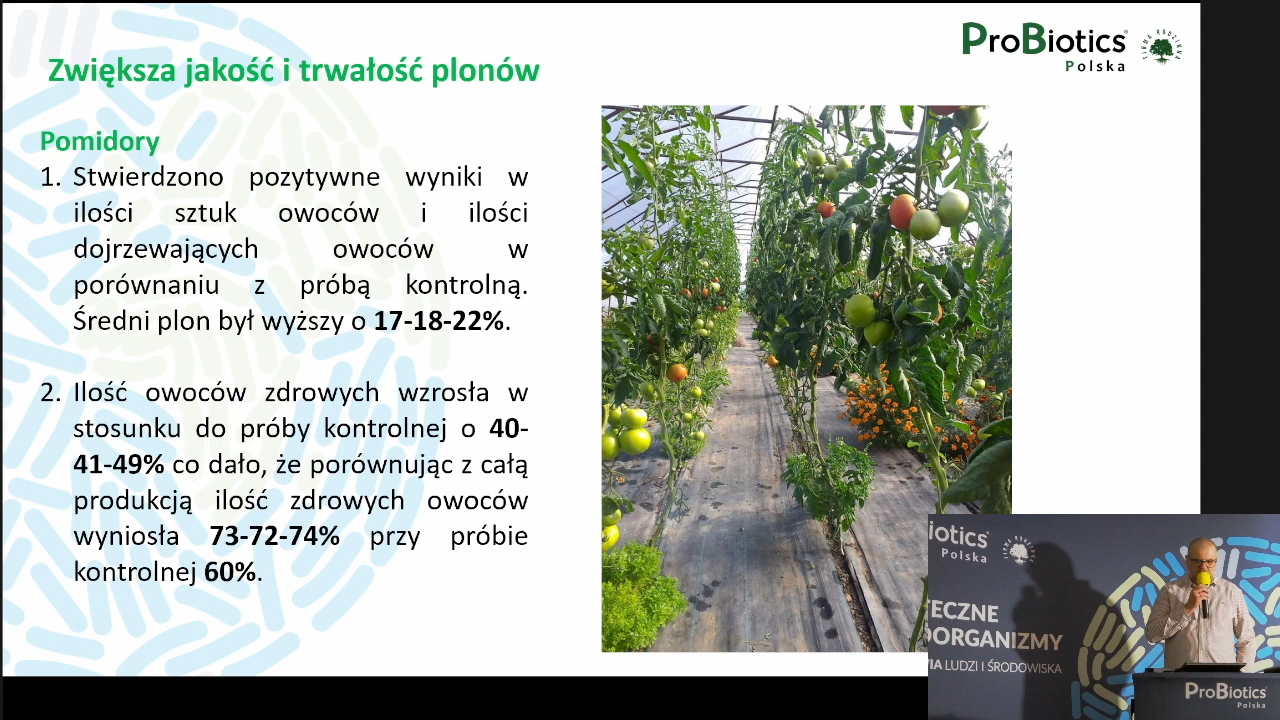 Zwiększa jakość i trwałość plonów
ProBiotics
Polska
Pomidory
1. Stwierdzono pozytywne wyniki w
ilości sztuk owoców i ilości
dojrzewających owoców w
porównaniu z próbą kontrolną.
Średni plon był wyższy o 17-18-22%.
2. Ilość owoców zdrowych wzrosła w
stosunku do próby kontrolnej o 40-
41-49% co dało, że porównując z całą
produkcją ilość zdrowych owoców
wyniosła 73-72-74% przy próbie
kontrolnej 60%.
iotics
Polska
TECZNE
OORGANIZMY
IA LUDZI I ŚRODOWISKA
ProBiotics
Polska